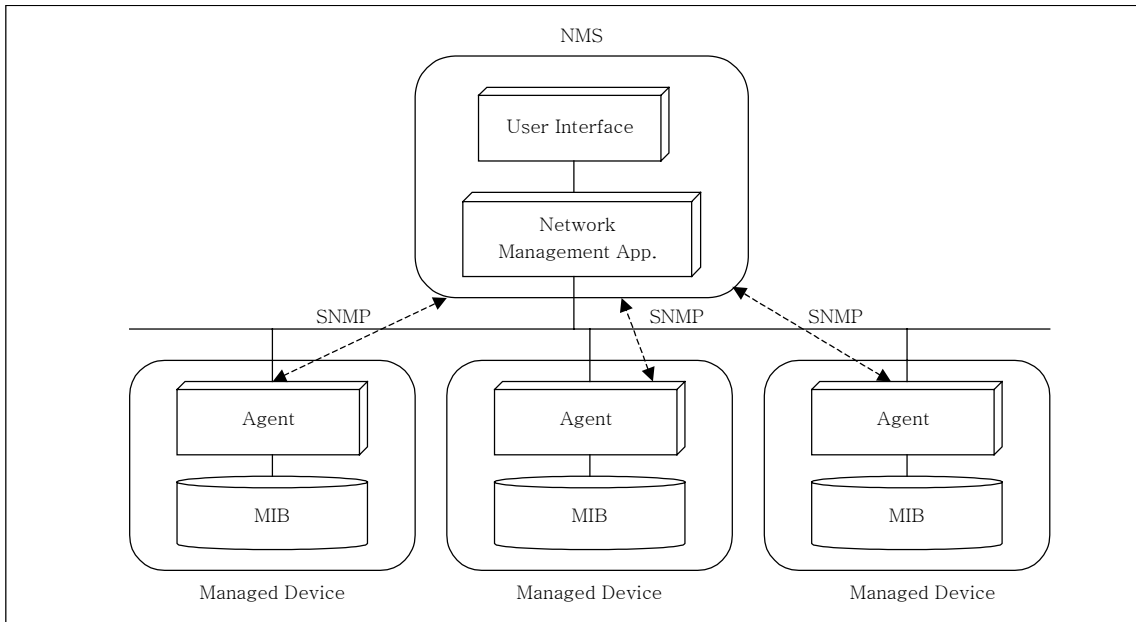 NMS
User Interface
Network
Management App.
SNMP
SNMP
SNMP
Agent
Agent
Agent
MIB
MIB
MIB
Managed Device
Managed Device
Managed Device